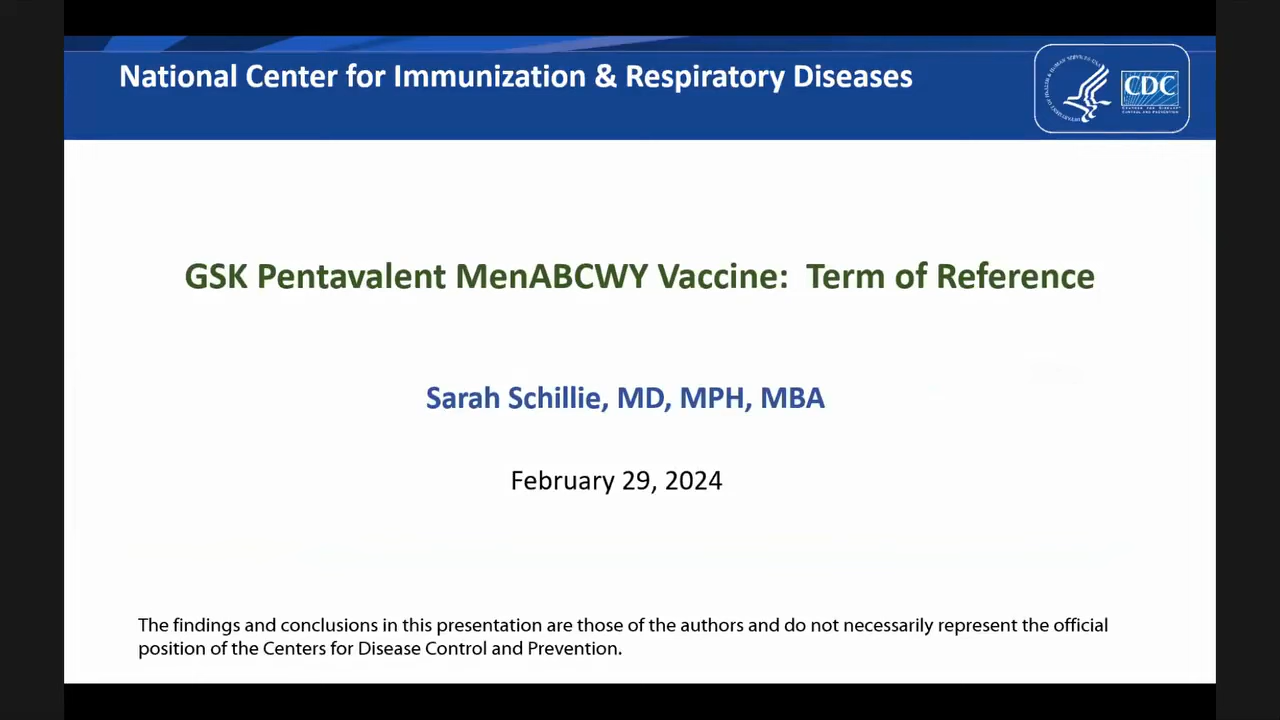 National Center for Immunization & Respiratory Diseases
CDC
GSK Pentavalent MenABCWY Vaccine: Term of Reference
Sarah Schillie, MD, MPH, MBA
February 29, 2024
The findings and conclusions in this presentation are those of the authors and do not necessarily represent the official
position of the Centers for Disease Control and Prevention.